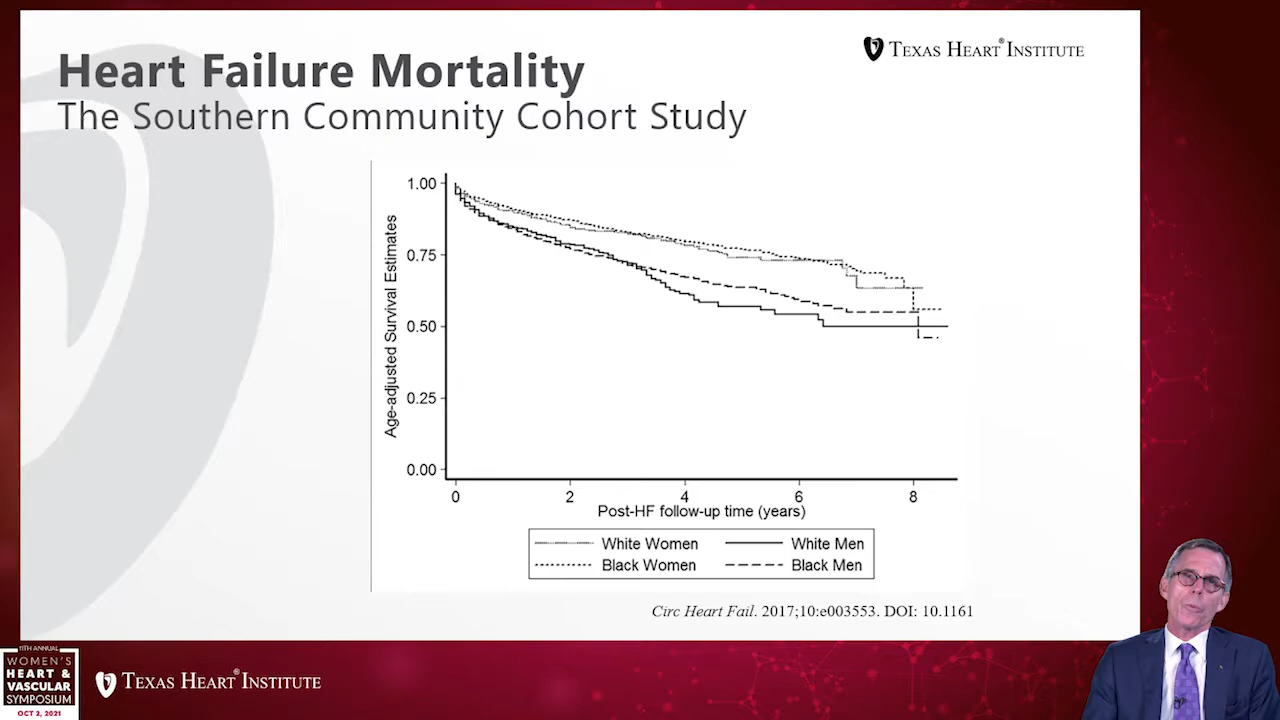 Heart Failure Mortality
The Southern Community Cohort Study
TEXAS HEART® INSTITUTE
Age-adjusted Survival Estimates
1.00
0.75
0.50
0.25
0.00
0 2 4 6 8
Post-HF follow-up time (years)
White Women White Men
Black Women Black Men
Circ Heart Fail. 2017;10:e003553. DOI: 10.1161
11TH ANNUAL
WOMEN'S
HEART &
VASCULAR
SYMPOSIUM
OCT 2, 2021
TEXAS HEART® INSTITUTE